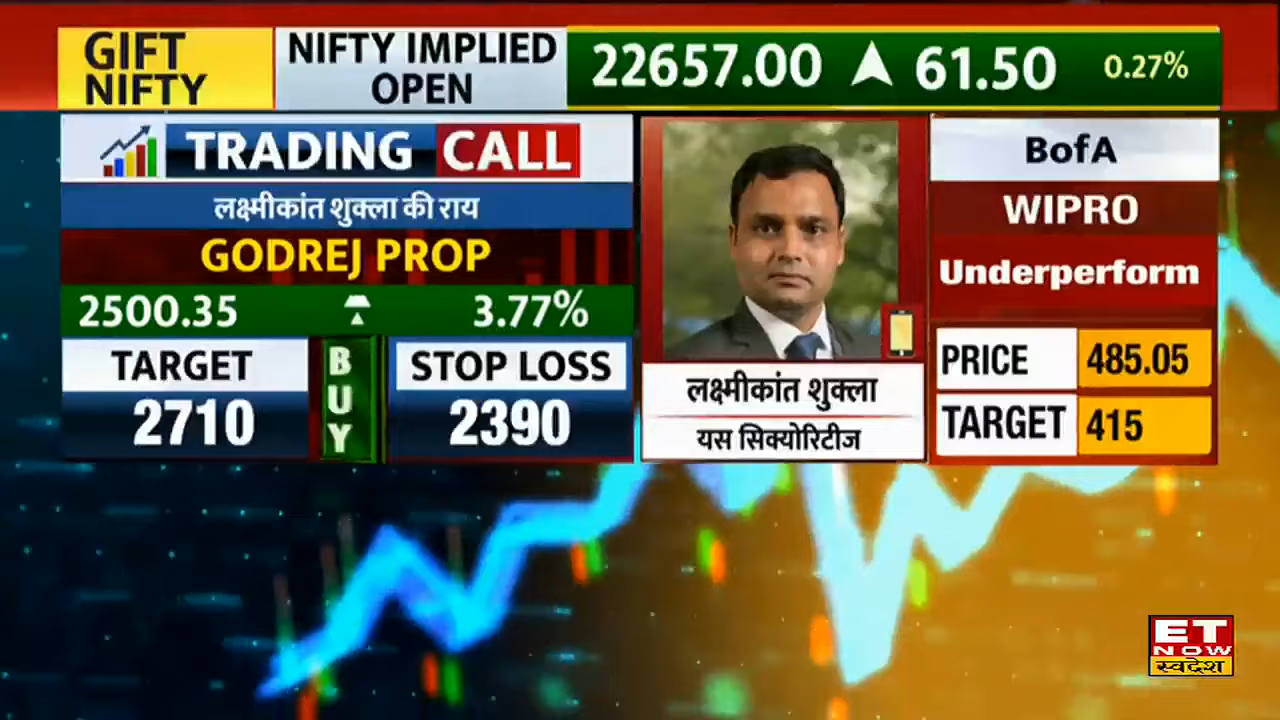 GIFT
NIFTY
NIFTY IMPLIED
OPEN
22657.00 61.50 0.27%
TRADING CALL
लक्ष्मीकांत शुक्ला की राय
GODREJ PROP
2500.35 3.77%
TARGET
2710
BUY
STOP LOSS
2390
लक्ष्मीकांत शुक्ला
यस सिक्योरिटीज
BofA
WIPRO
Underperform
PRICE 485.05
TARGET 415
ET
NOW
स्वदेश